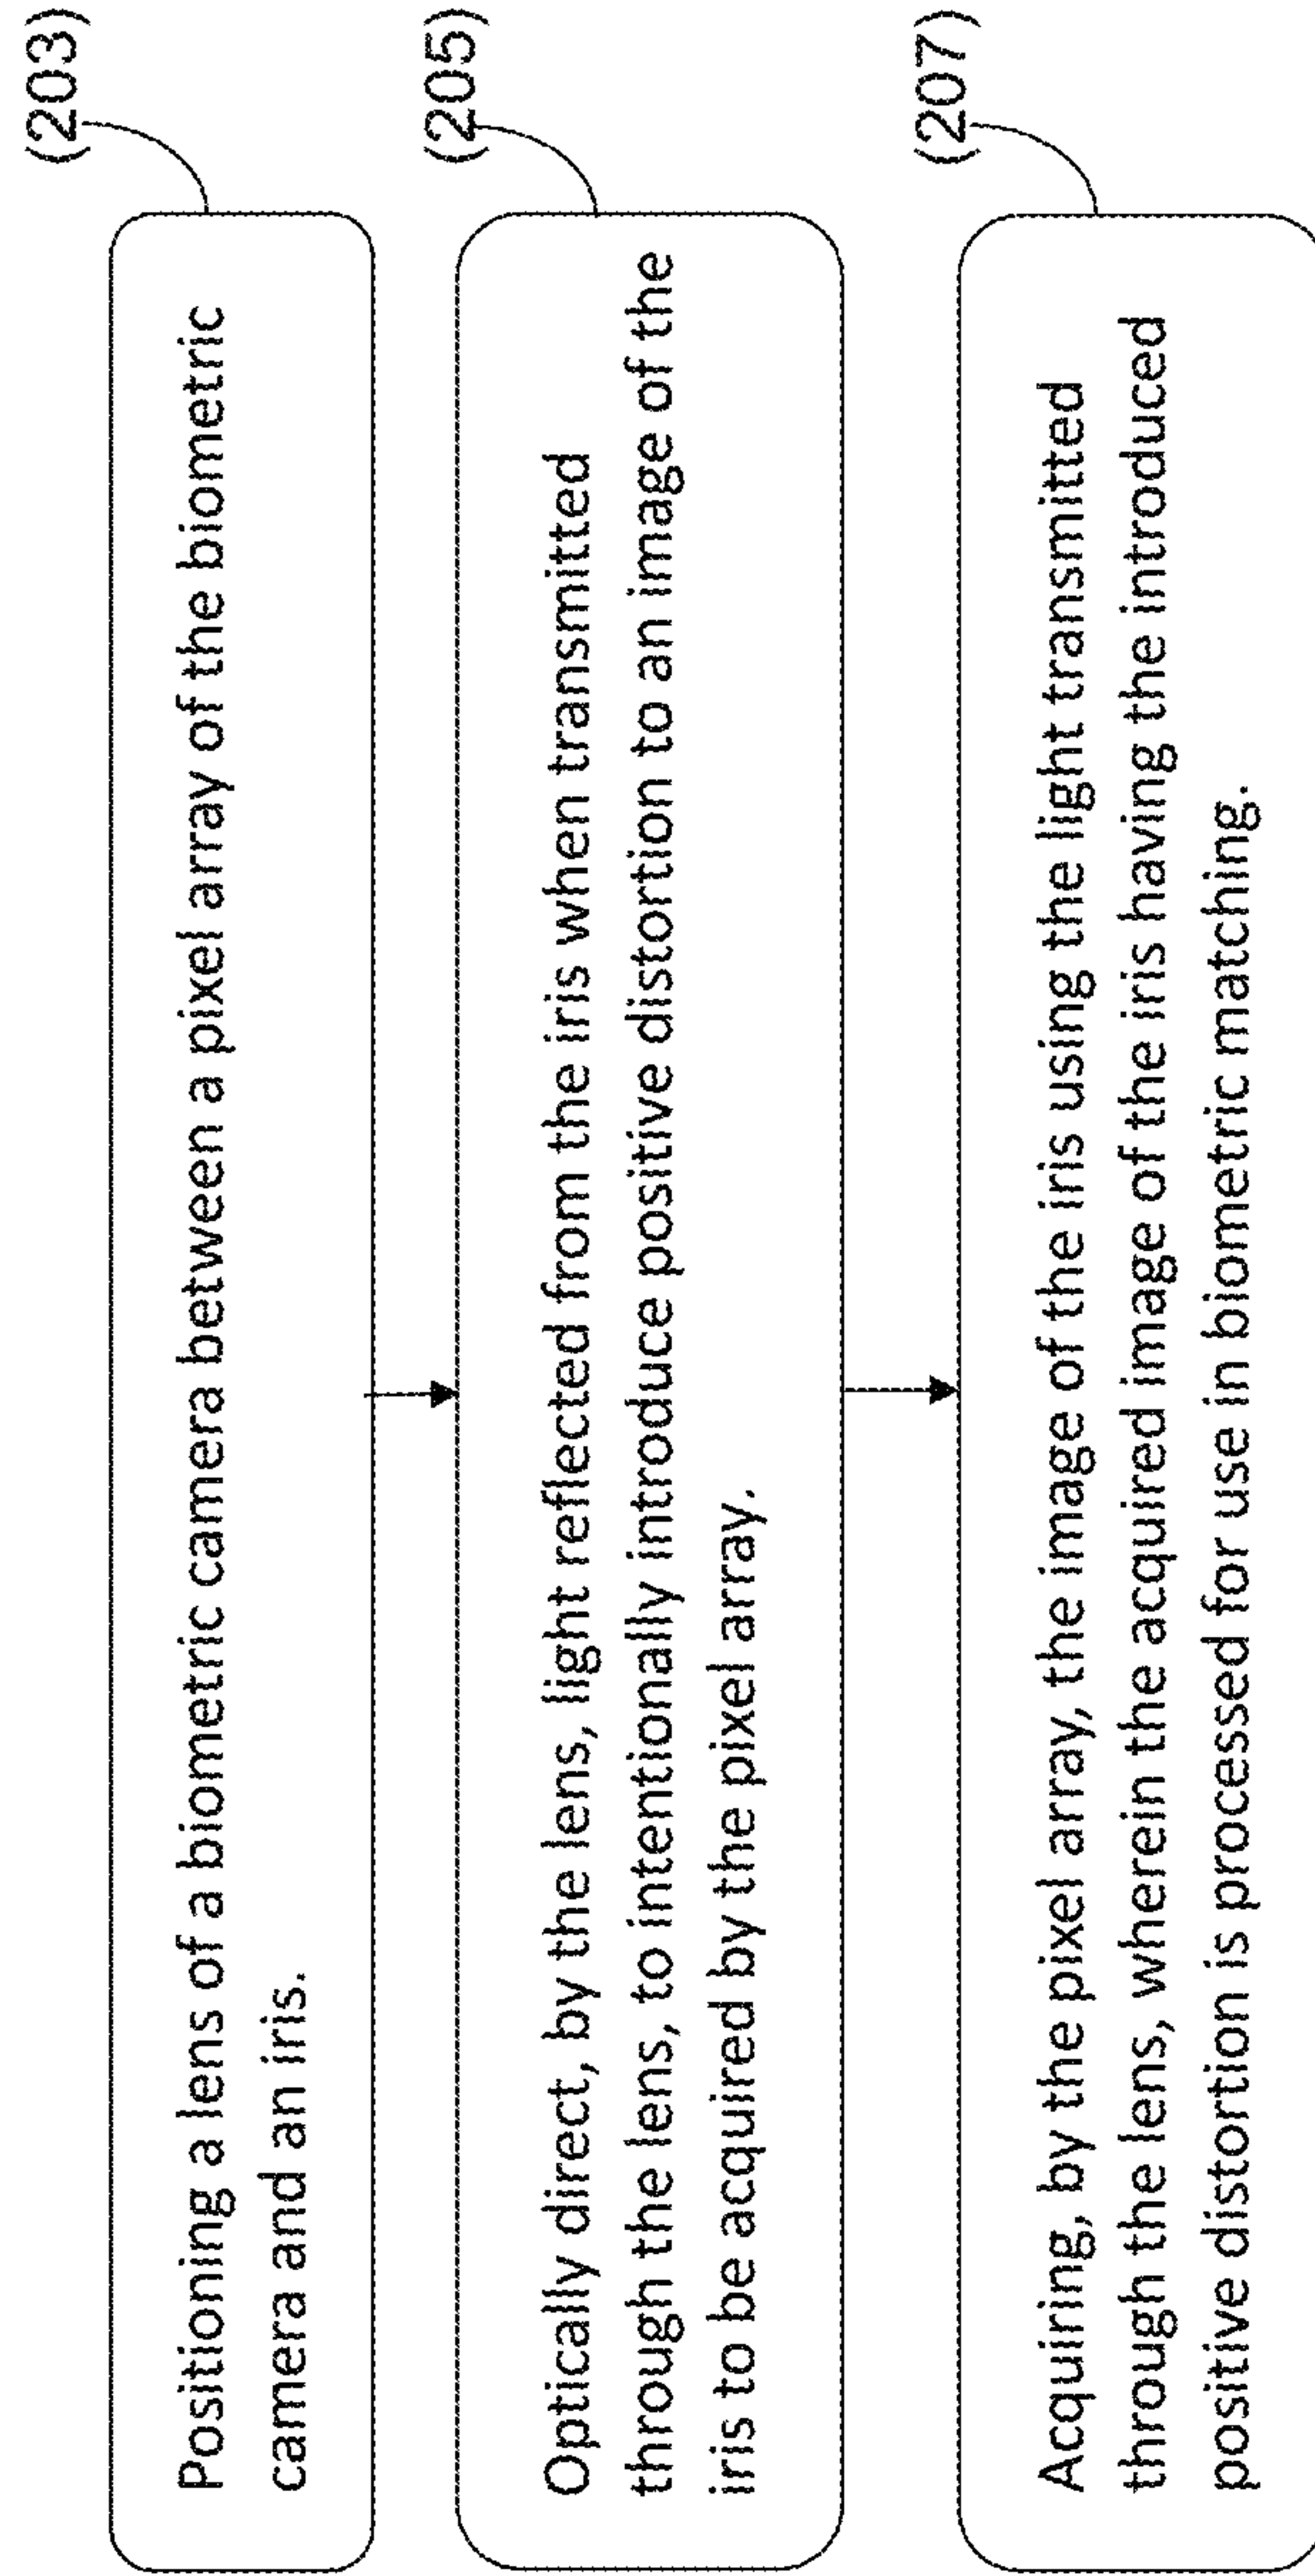 (203)
Positioning a lens of a biometric camera between a pixel array of the biometric
camera and an iris.
(205)
Optically direct, by the lens, light reflected from the iris when transmitted
through the lens, to intentionally introduce positive distortion to an image of the
iris to be acquired by the pixel array.
(207)
Acquiring, by the pixel array, the image of the iris using the light transmitted
through the lens, wherein the acquired image of the iris having the introduced
positive distortion is processed for use in biometric matching.